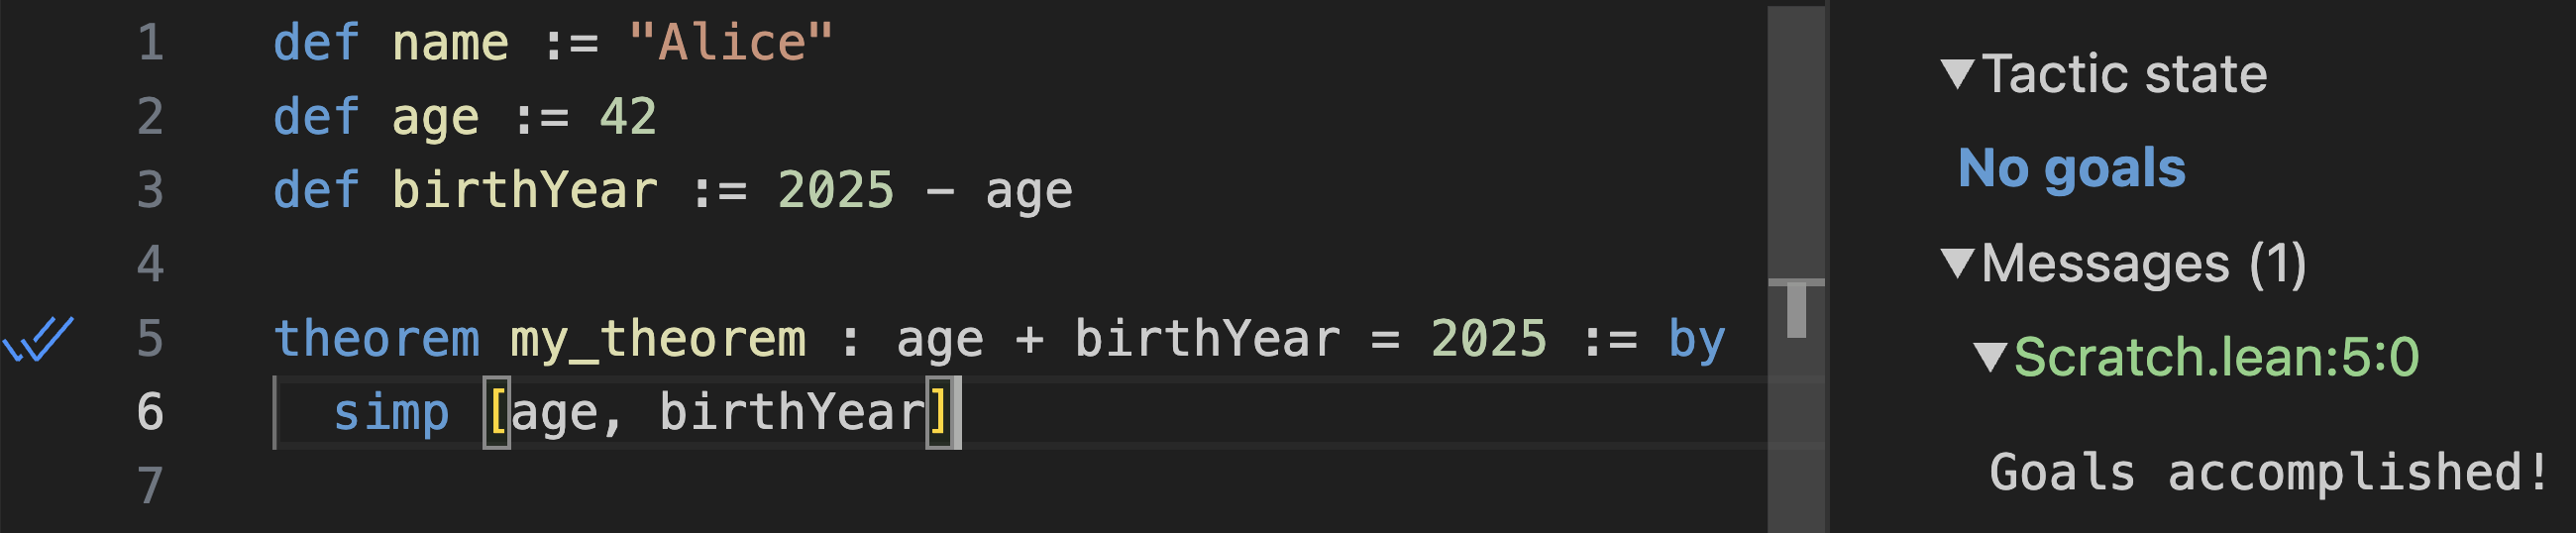 1 def name := "Alice"
2 def age := 42
3 def birthYear := 2025 - age
4
5 theorem my_theorem : age + birthYear = 2025 := by
6 simp [age, birthYear]
7
Tactic state
No goals
Messages (1)
Scratch.lean:5:0
Goals accomplished!